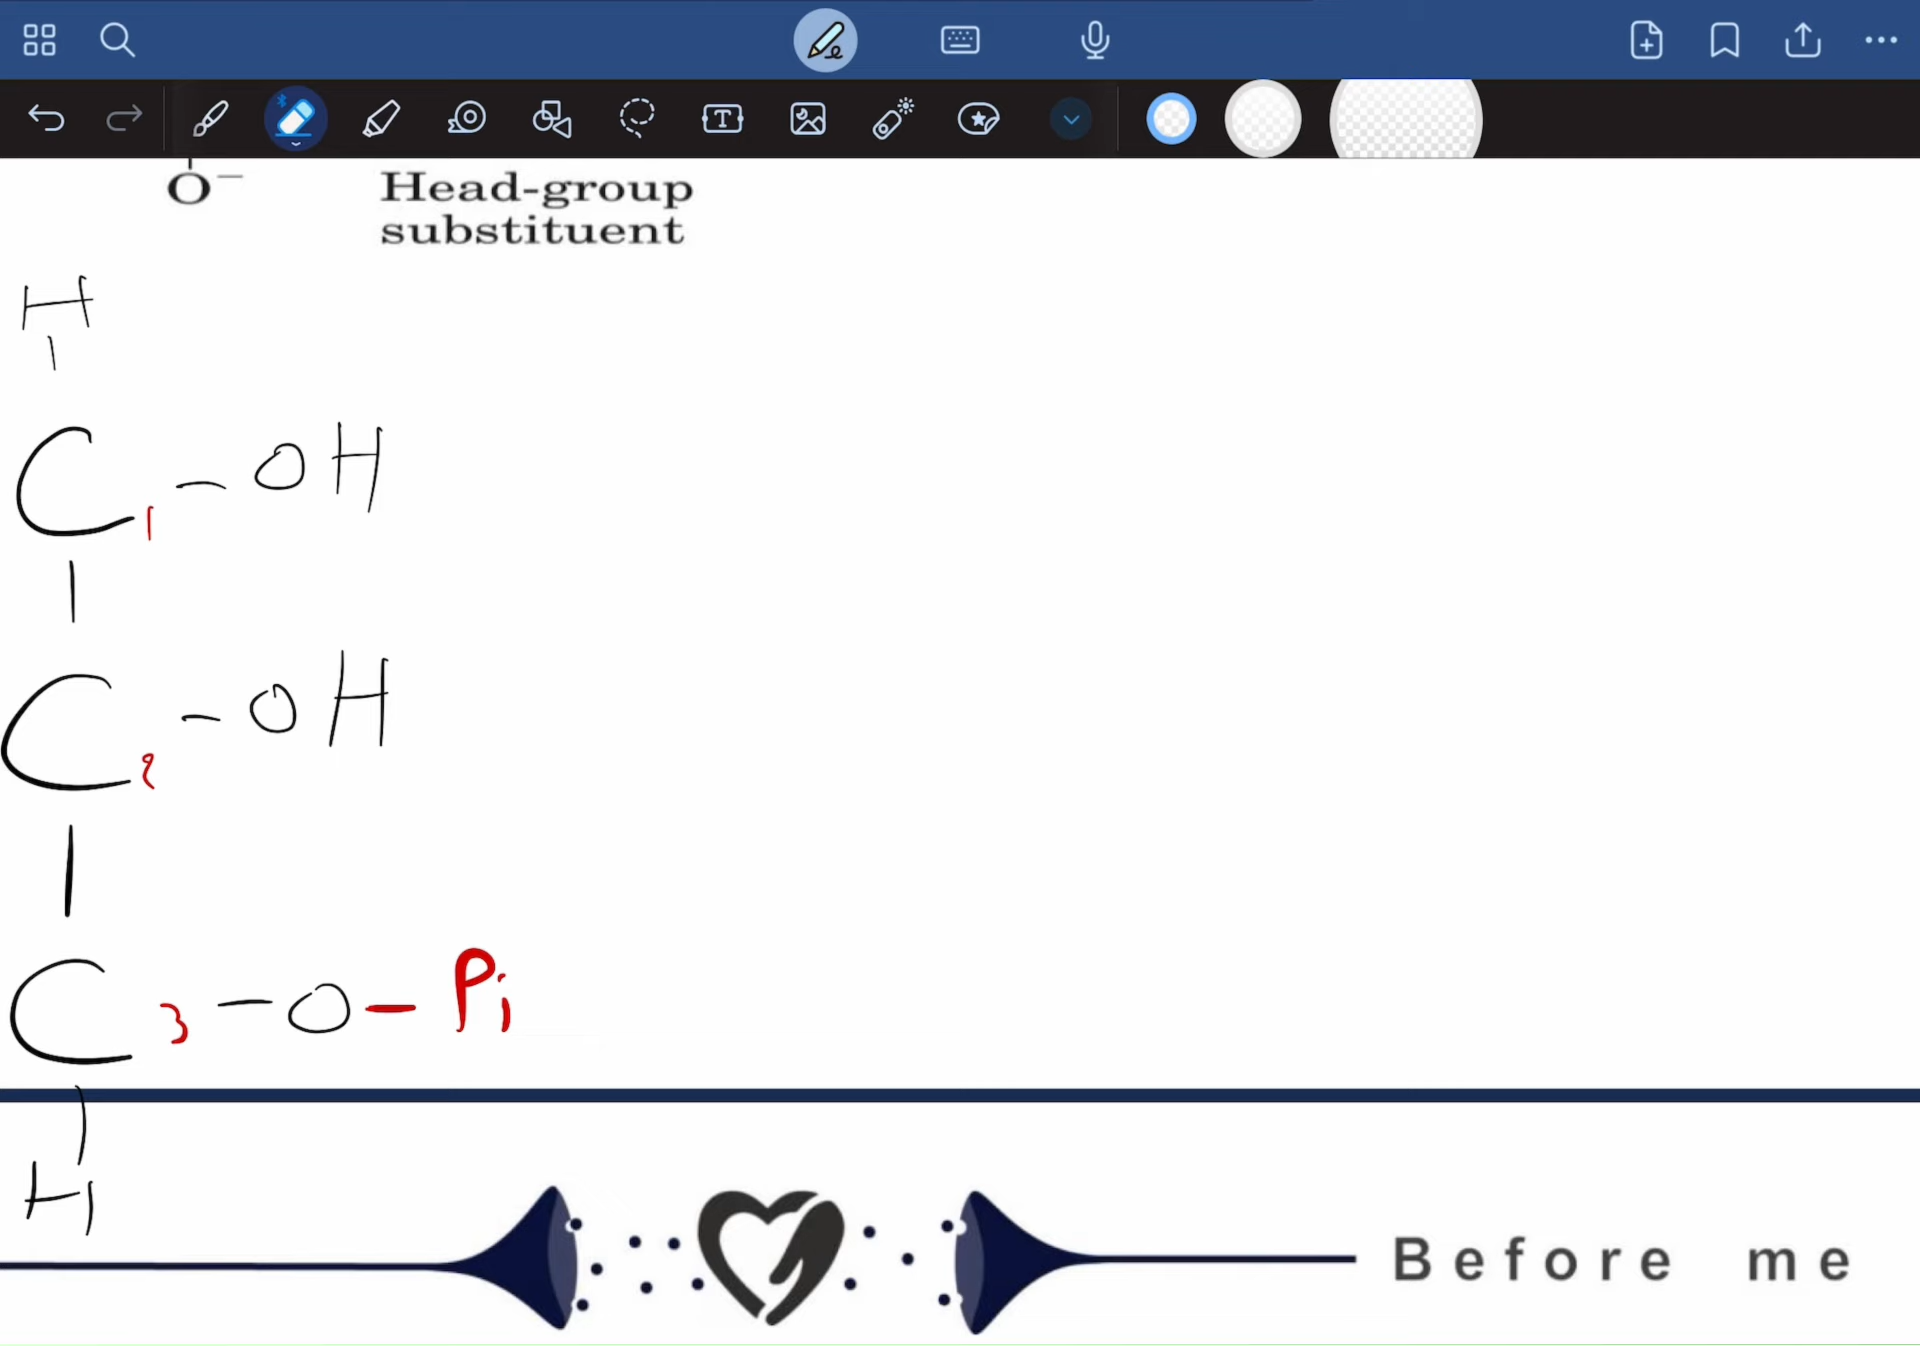 O⁻ Head-group
substituent
H
C₁ - OH
C₂ - OH
C₃ - O - Pi
H
Before me